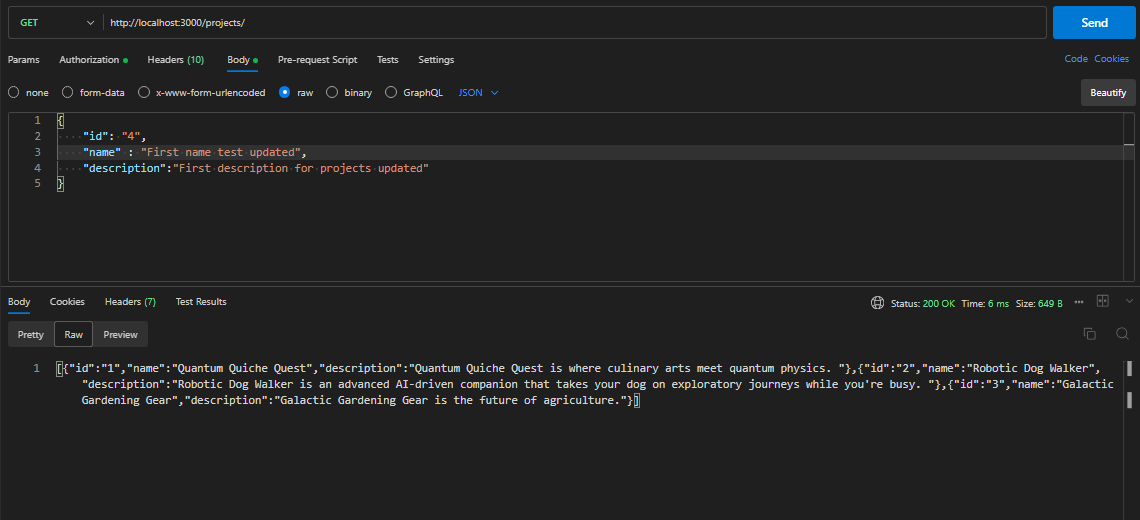 GET http://localhost:3000/projects/ Send
Params Authorization Headers (10) Body Pre-request Script Tests Settings Code Cookies
none form-data x-www-form-urlencoded raw binary GraphQL JSON Beautify
1 {
2 "id": "4",
3 "name" : "First name test updated",
4 "description":"First description for projects updated"
5 }
Body Cookies Headers (7) Test Results Status: 200 OK Time: 6 ms Size: 649 B
Pretty Raw Preview
1 [{"id":"1","name":"Quantum Quiche Quest","description":"Quantum Quiche Quest is where culinary arts meet quantum physics. "},{"id":"2","name":"Robotic Dog Walker",
"description":"Robotic Dog Walker is an advanced AI-driven companion that takes your dog on exploratory journeys while you're busy. "},{"id":"3","name":"Galactic
Gardening Gear","description":"Galactic Gardening Gear is the future of agriculture."}]